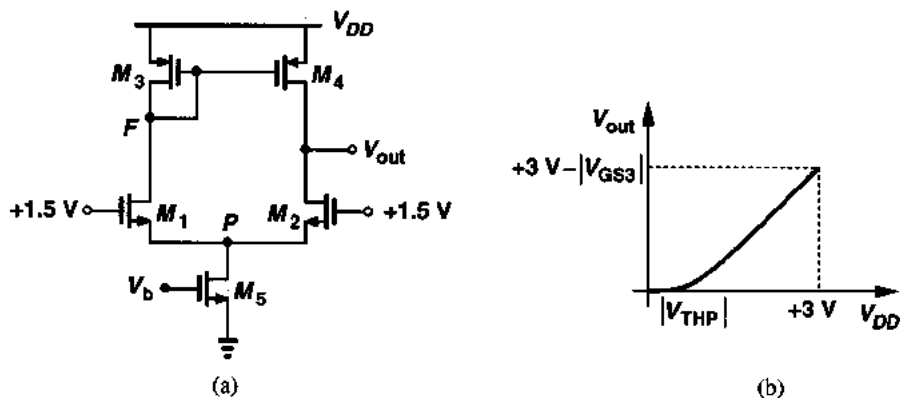 V_DD
M_3
M_4
F
V_out
+1.5 V
M_1
P
M_2
+1.5 V
V_b
M_5
(a)
V_out
+3 V−|V_GS3|
|V_THP|
+3 V
V_DD
(b)